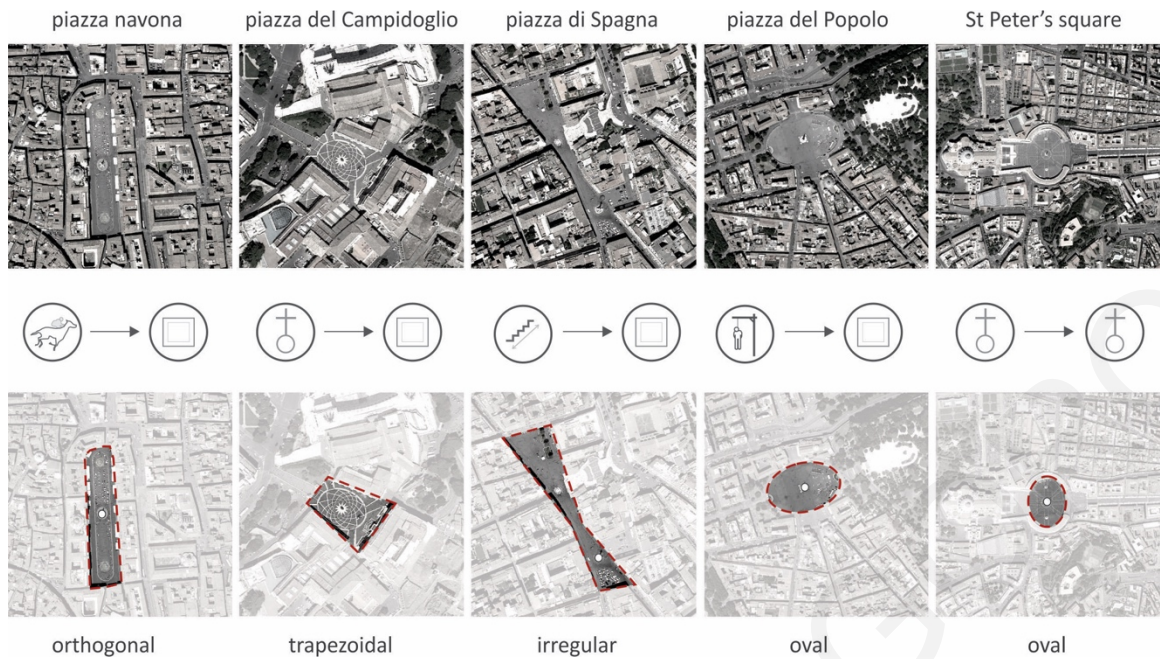 piazza navona
piazza del Campidoglio
piazza di Spagna
piazza del Popolo
St Peter's square
orthogonal
trapezoidal
irregular
oval
oval